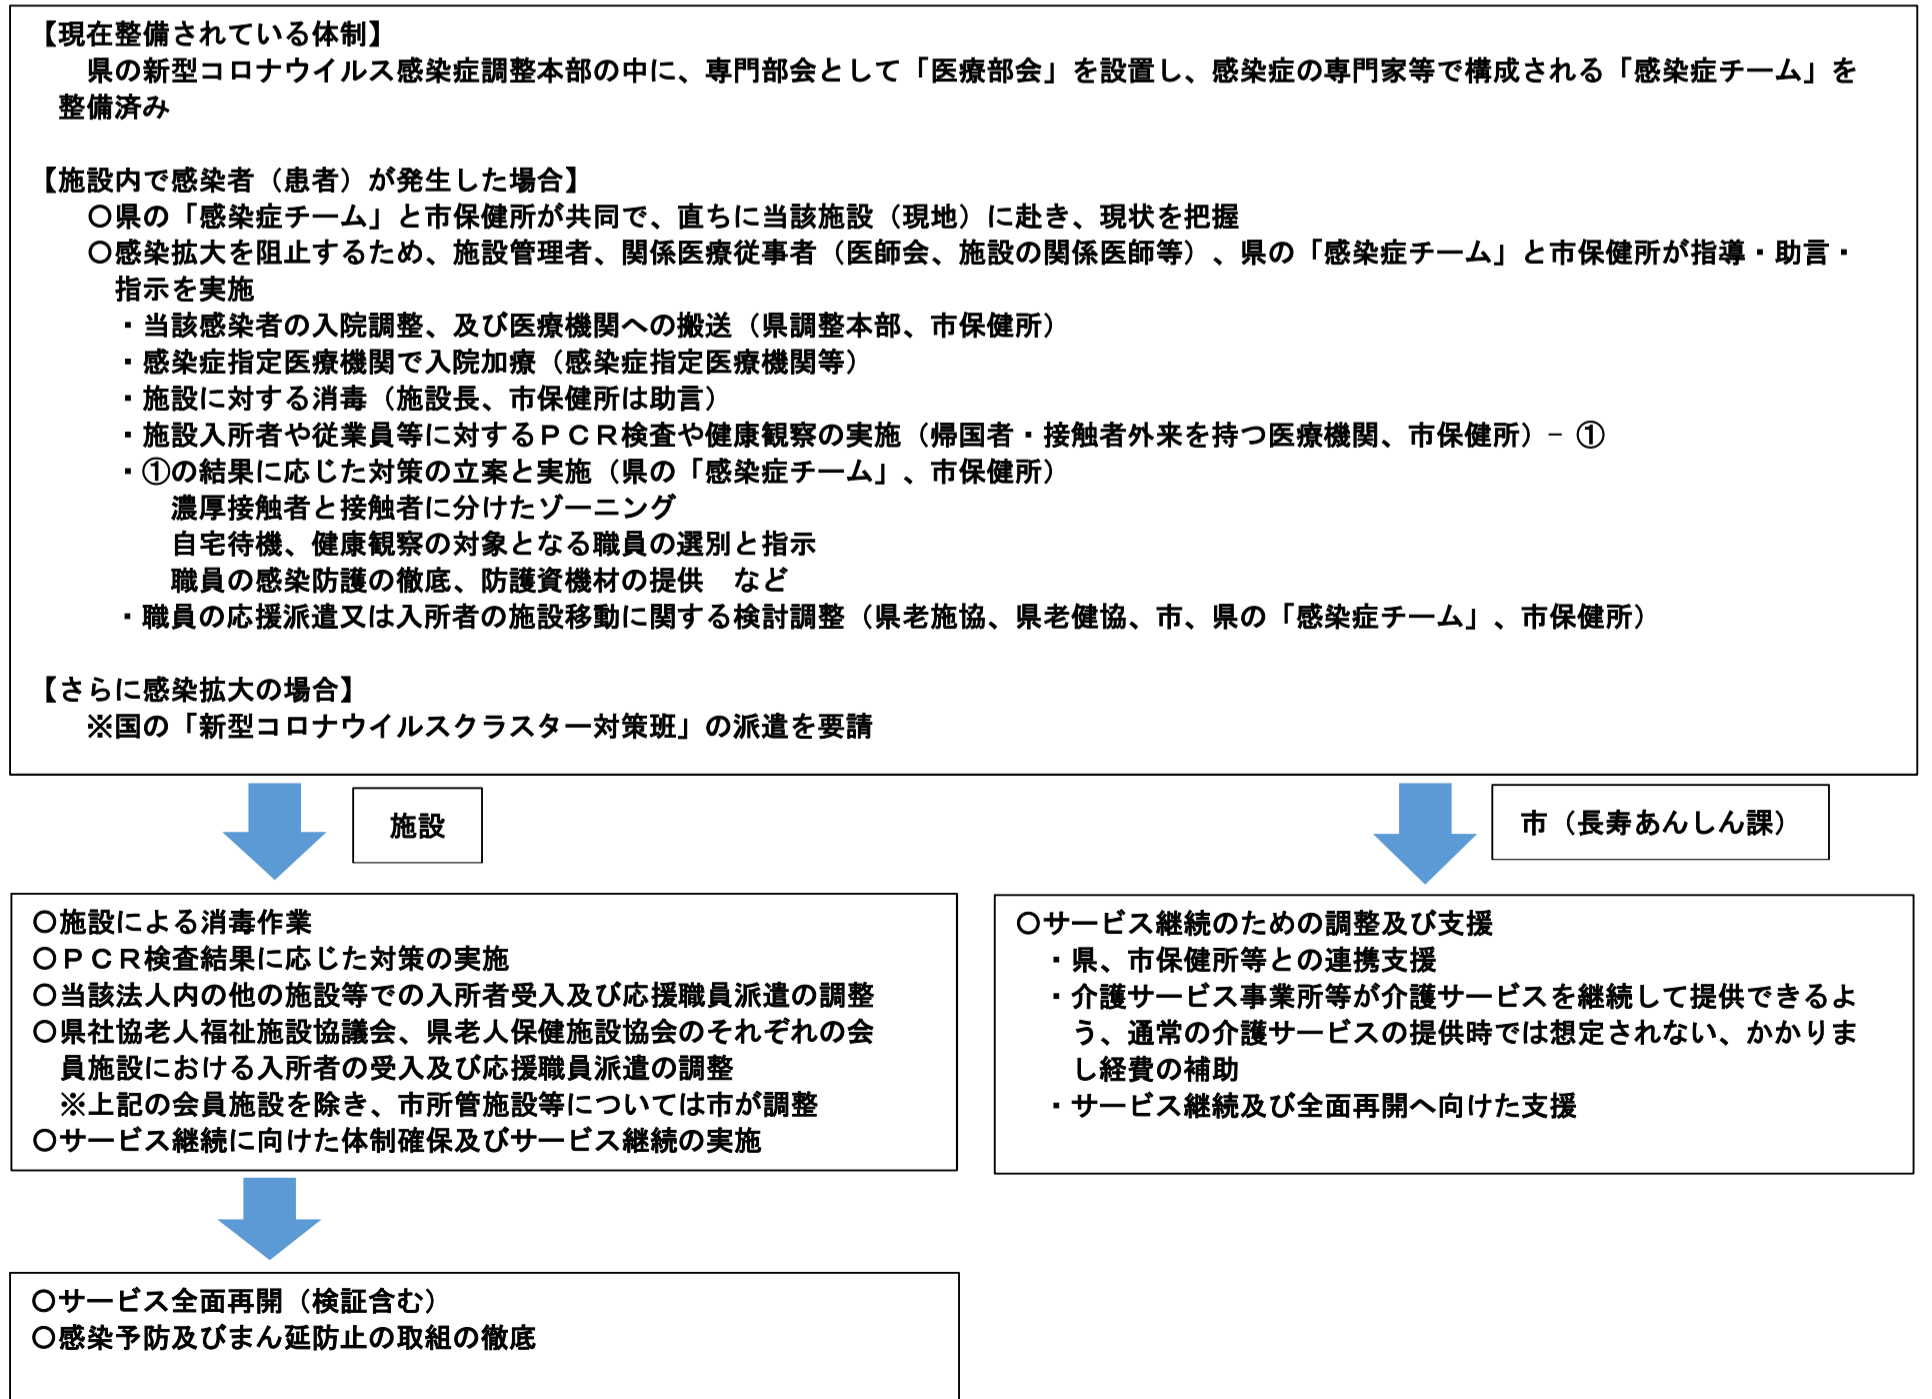 【現在整備されている体制】
県の新型コロナウイルス感染症調整本部の中に、専門部会として「医療部会」を設置し、感染症の専門家等で構成される「感染症チーム」を
整備済み
【施設内で感染者（患者）が発生した場合】
○県の「感染症チーム」と市保健所が共同で、直ちに当該施設（現地）に赴き、現状を把握
○感染拡大を阻止するため、施設管理者、関係医療従事者（医師会、施設の関係医師等）、県の「感染症チーム」と市保健所が指導・助言・
指示を実施
・当該感染者の入院調整、及び医療機関への搬送（県調整本部、市保健所）
・感染症指定医療機関で入院加療（感染症指定医療機関等）
・施設に対する消毒（施設長、市保健所は助言）
・施設入所者や従業員等に対するＰＣＲ検査や健康観察の実施（帰国者・接触者外来を持つ医療機関、市保健所）－ ①
・①の結果に応じた対策の立案と実施（県の「感染症チーム」、市保健所）
濃厚接触者と接触者に分けたゾーニング
自宅待機、健康観察の対象となる職員の選別と指示
職員の感染防護の徹底、防護資機材の提供　など
・職員の応援派遣又は入所者の施設移動に関する検討調整（県老施協、県老健協、市、県の「感染症チーム」、市保健所）
【さらに感染拡大の場合】
※国の「新型コロナウイルスクラスター対策班」の派遣を要請
施設
市（長寿あんしん課）
○施設による消毒作業
○ＰＣＲ検査結果に応じた対策の実施
○当該法人内の他の施設等での入所者受入及び応援職員派遣の調整
○県社協老人福祉施設協議会、県老人保健施設協会のそれぞれの会
員施設における入所者の受入及び応援職員派遣の調整
※上記の会員施設を除き、市所管施設等については市が調整
○サービス継続に向けた体制確保及びサービス継続の実施
○サービス継続のための調整及び支援
・県、市保健所等との連携支援
・介護サービス事業所等が介護サービスを継続して提供できるよ
う、通常の介護サービスの提供時では想定されない、かかりま
し経費の補助
・サービス継続及び全面再開へ向けた支援
○サービス全面再開（検証含む）
○感染予防及びまん延防止の取組の徹底